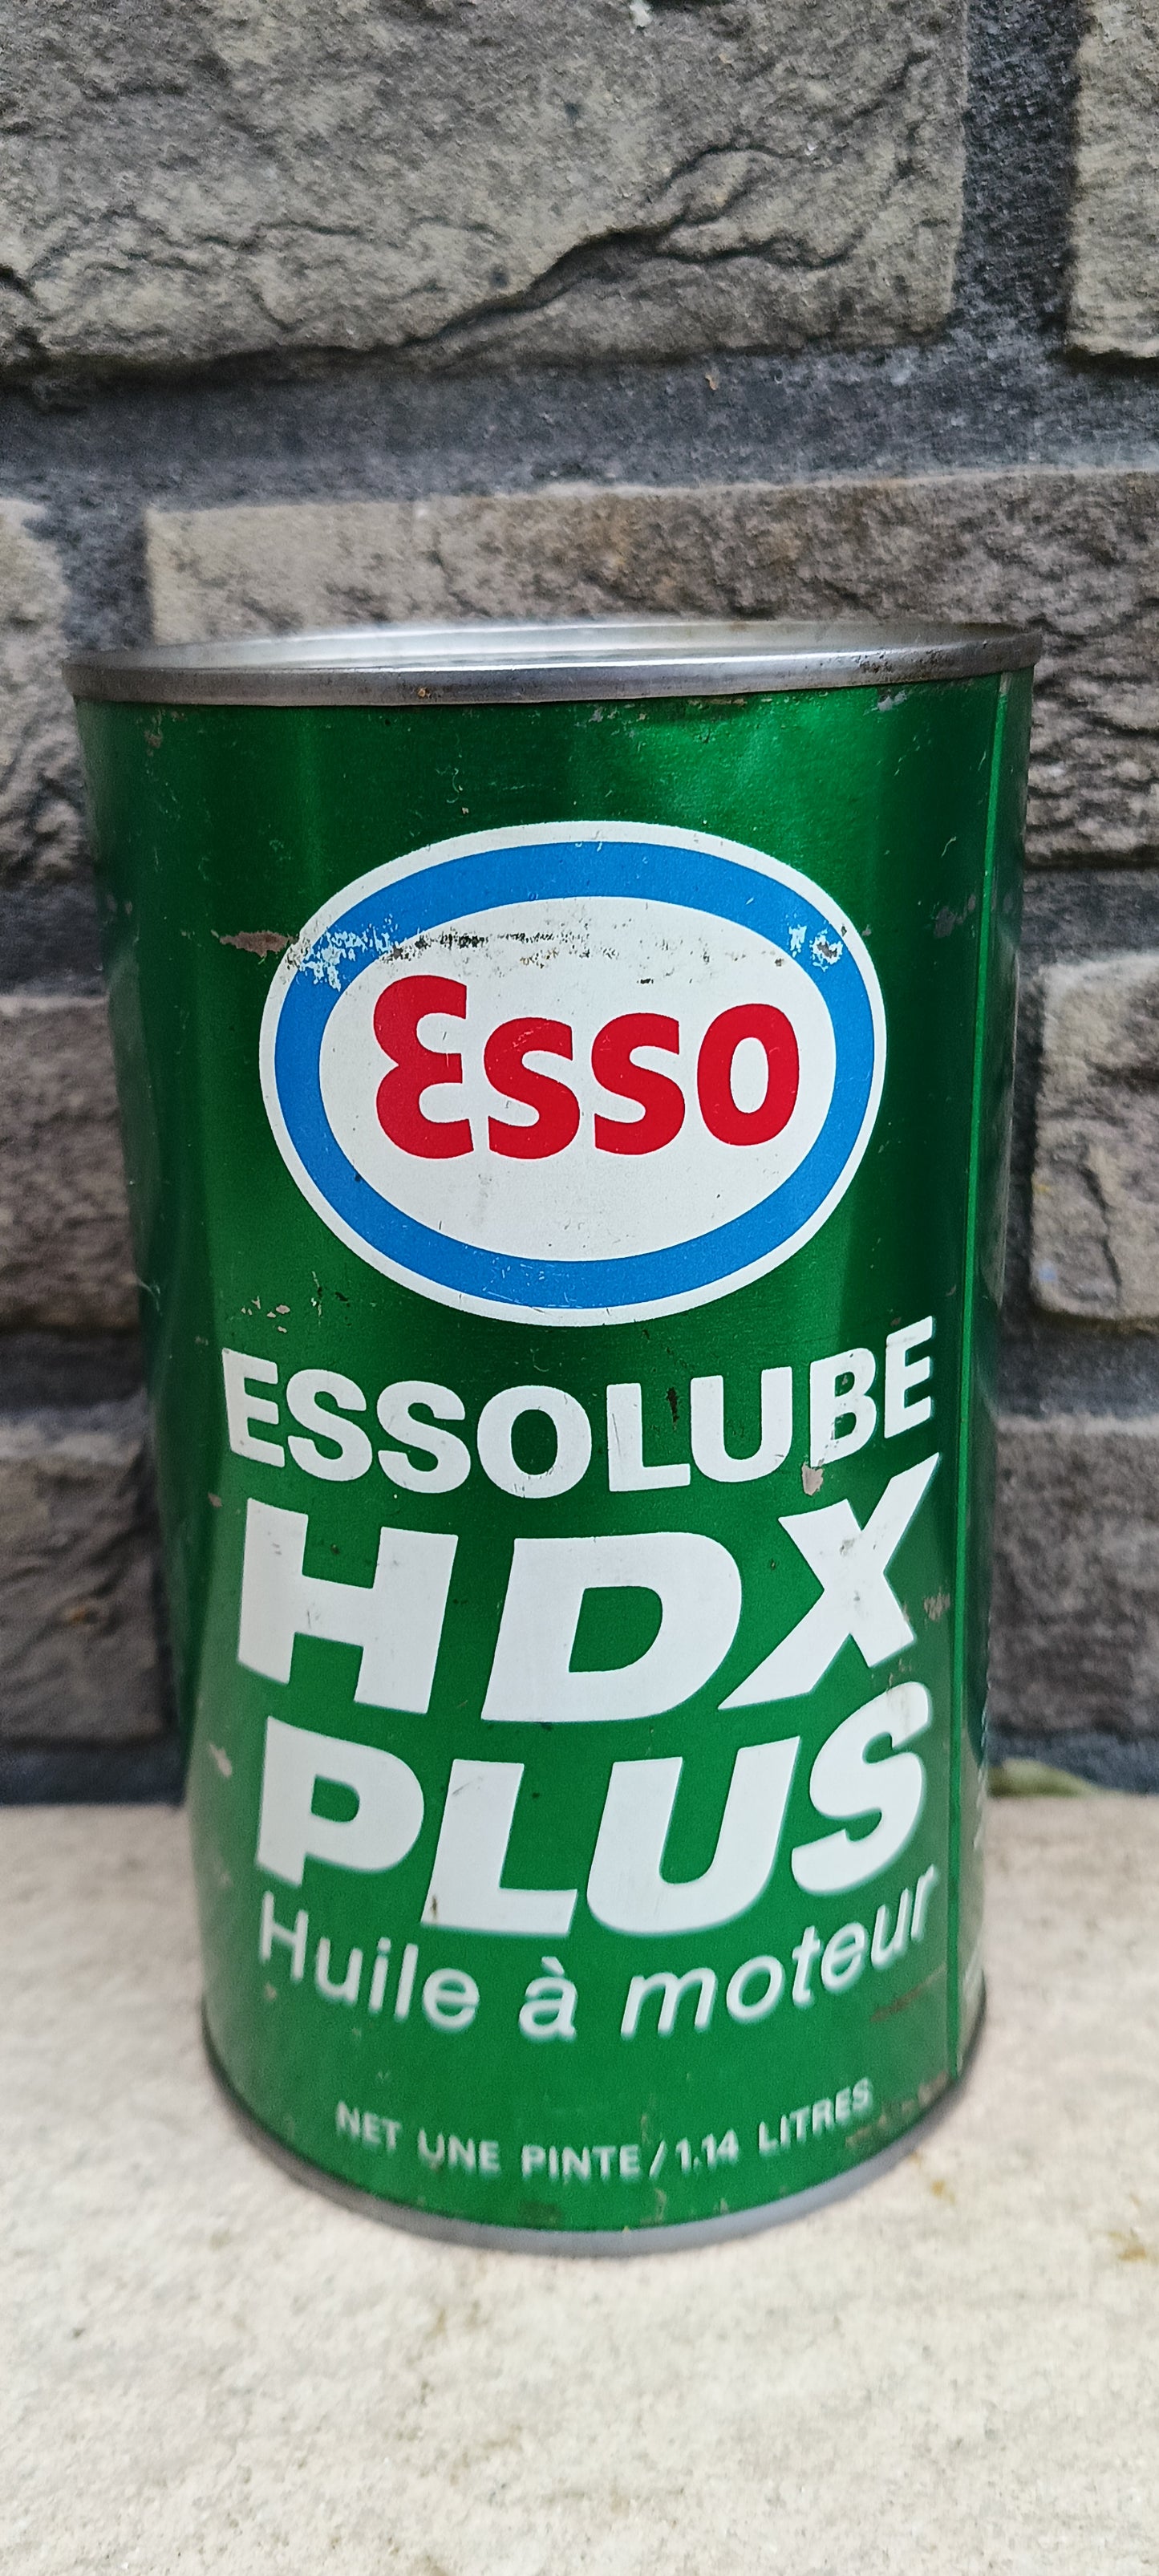 Esso
ESSOLUBE
HDX
PLUS
Huile à moteur
NET UNE PINTE/1.14 LITRES